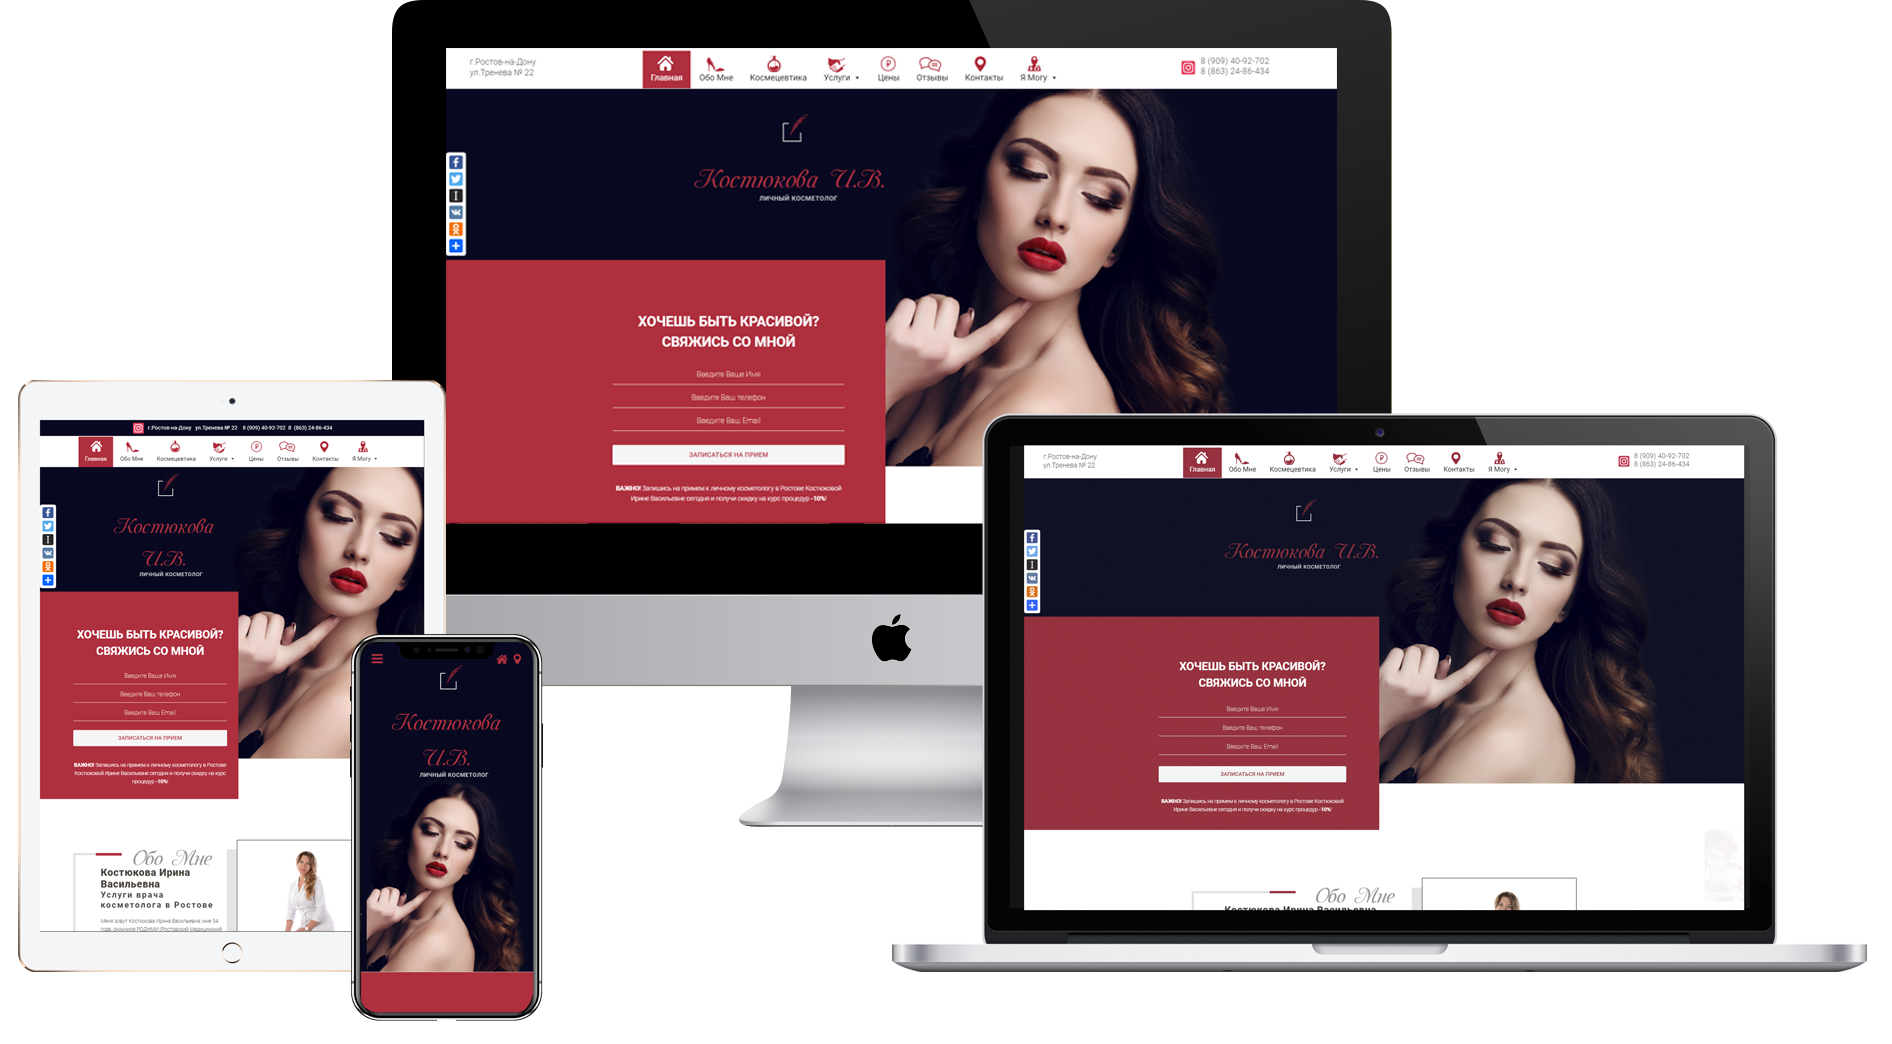 г.Ростов-на-Дону
ул.Тренева № 22
Главная Обо Мне Космецевтика Услуги Цены Отзывы Контакты Я Могу
8 (909) 40-92-702
8 (863) 24-86-434
Костюкова И.В.
ЛИЧНЫЙ КОСМЕТОЛОГ
ХОЧЕШЬ БЫТЬ КРАСИВОЙ?
СВЯЖИСЬ СО МНОЙ
Введите Ваше Имя
Введите Ваш телефон
Введите Ваш Email
ЗАПИСАТЬСЯ НА ПРИЕМ
ВАЖНО! Запишись на примем к личному косметологу в Ростове Костюковой
Ирине Васильевне сегодня и получи скидку на курс процедур -10%!
г.Ростов-на-Дону ул.Тренева № 22 8 (909) 40-92-702 8 (863) 24-86-434
Главная Обо Мне Космецевтика Услуги Цены Отзывы Контакты Я Могу
Костюкова
И.В.
ЛИЧНЫЙ КОСМЕТОЛОГ
ХОЧЕШЬ БЫТЬ КРАСИВОЙ?
СВЯЖИСЬ СО МНОЙ
Введите Ваше Имя
Введите Ваш телефон
Введите Ваш Email
ЗАПИСАТЬСЯ НА ПРИЕМ
ВАЖНО! Запишись на примем к личному косметологу в Ростове
Костюковой Ирине Васильевне сегодня и получи скидку на курс
процедур -10%!
Обо Мне
Костюкова Ирина
Васильевна
Услуги врача
косметолога в Ростове
Меня зовут Костюкова Ирина Васильевна, мне 54
года, окончила РОДНМИ (Ростовский Медицинский
Костюкова
И.В.
ЛИЧНЫЙ КОСМЕТОЛОГ
г.Ростов-на-Дону
ул.Тренева № 22
Главная Обо Мне Космецевтика Услуги Цены Отзывы Контакты Я Могу
8 (909) 40-92-702
8 (863) 24-86-434
Костюкова И.В.
ЛИЧНЫЙ КОСМЕТОЛОГ
ХОЧЕШЬ БЫТЬ КРАСИВОЙ?
СВЯЖИСЬ СО МНОЙ
Введите Ваше Имя
Введите Ваш телефон
Введите Ваш Email
ЗАПИСАТЬСЯ НА ПРИЕМ
ВАЖНО! Запишись на примем к личному косметологу в Ростове Костюковой
Ирине Васильевне сегодня и получи скидку на курс процедур -10%!
Обо Мне
Костюкова Ирина Васильевна